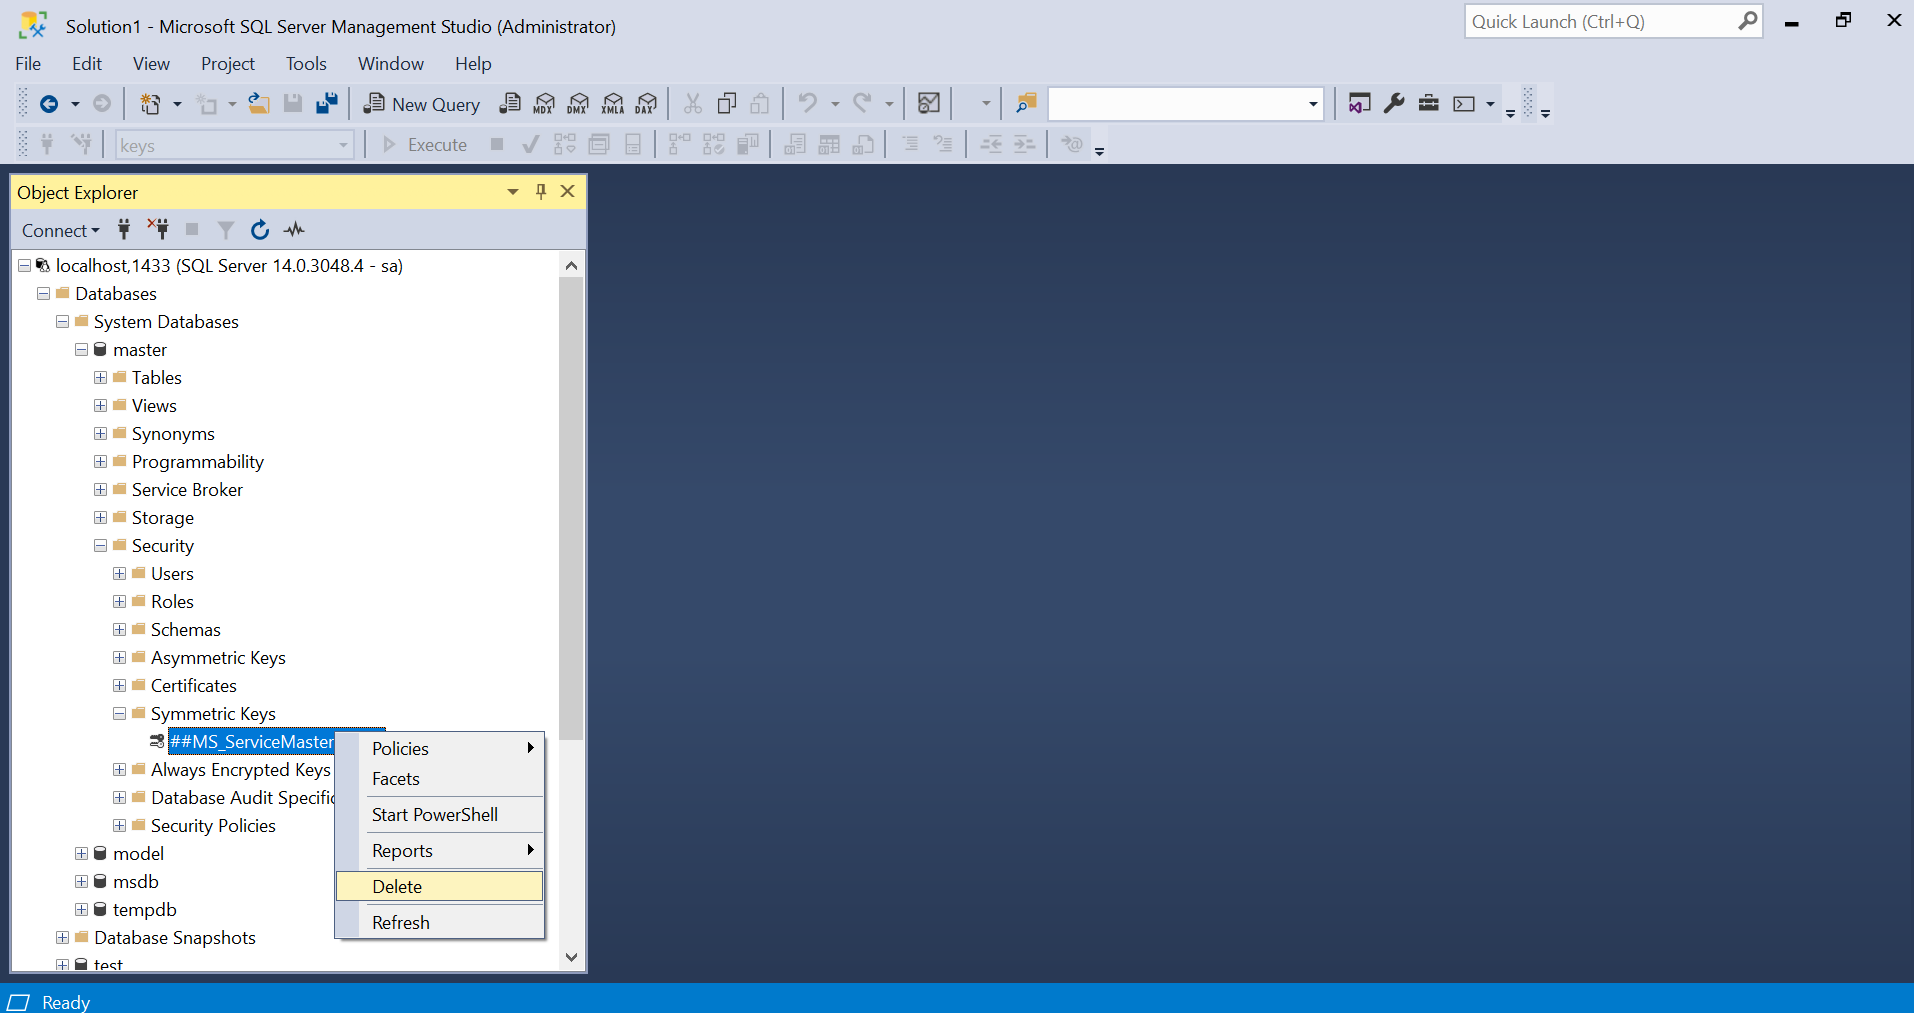 Solution1 - Microsoft SQL Server Management Studio (Administrator)
Quick Launch (Ctrl+Q)
File Edit View Project Tools Window Help
New Query MDX DMX XMLA DAX
keys Execute
Object Explorer
Connect
localhost,1433 (SQL Server 14.0.3048.4 - sa)
Databases
System Databases
master
Tables
Views
Synonyms
Programmability
Service Broker
Storage
Security
Users
Roles
Schemas
Asymmetric Keys
Certificates
Symmetric Keys
##MS_ServiceMaster
Always Encrypted Keys
Database Audit Specific
Security Policies
model
msdb
tempdb
Database Snapshots
test
Policies
Facets
Start PowerShell
Reports
Delete
Refresh
Ready